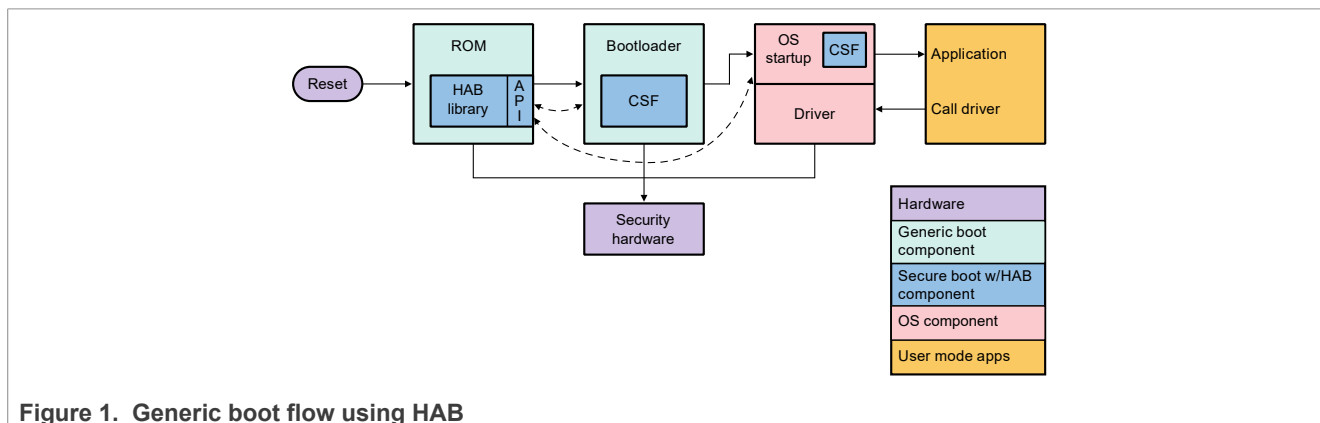 Reset
ROM
HAB
library
A
P
I
Bootloader
CSF
OS
startup
CSF
Driver
Application
Call driver
Security
hardware
Hardware
Generic boot
component
Secure boot w/HAB
component
OS component
User mode apps
Figure 1. Generic boot flow using HAB